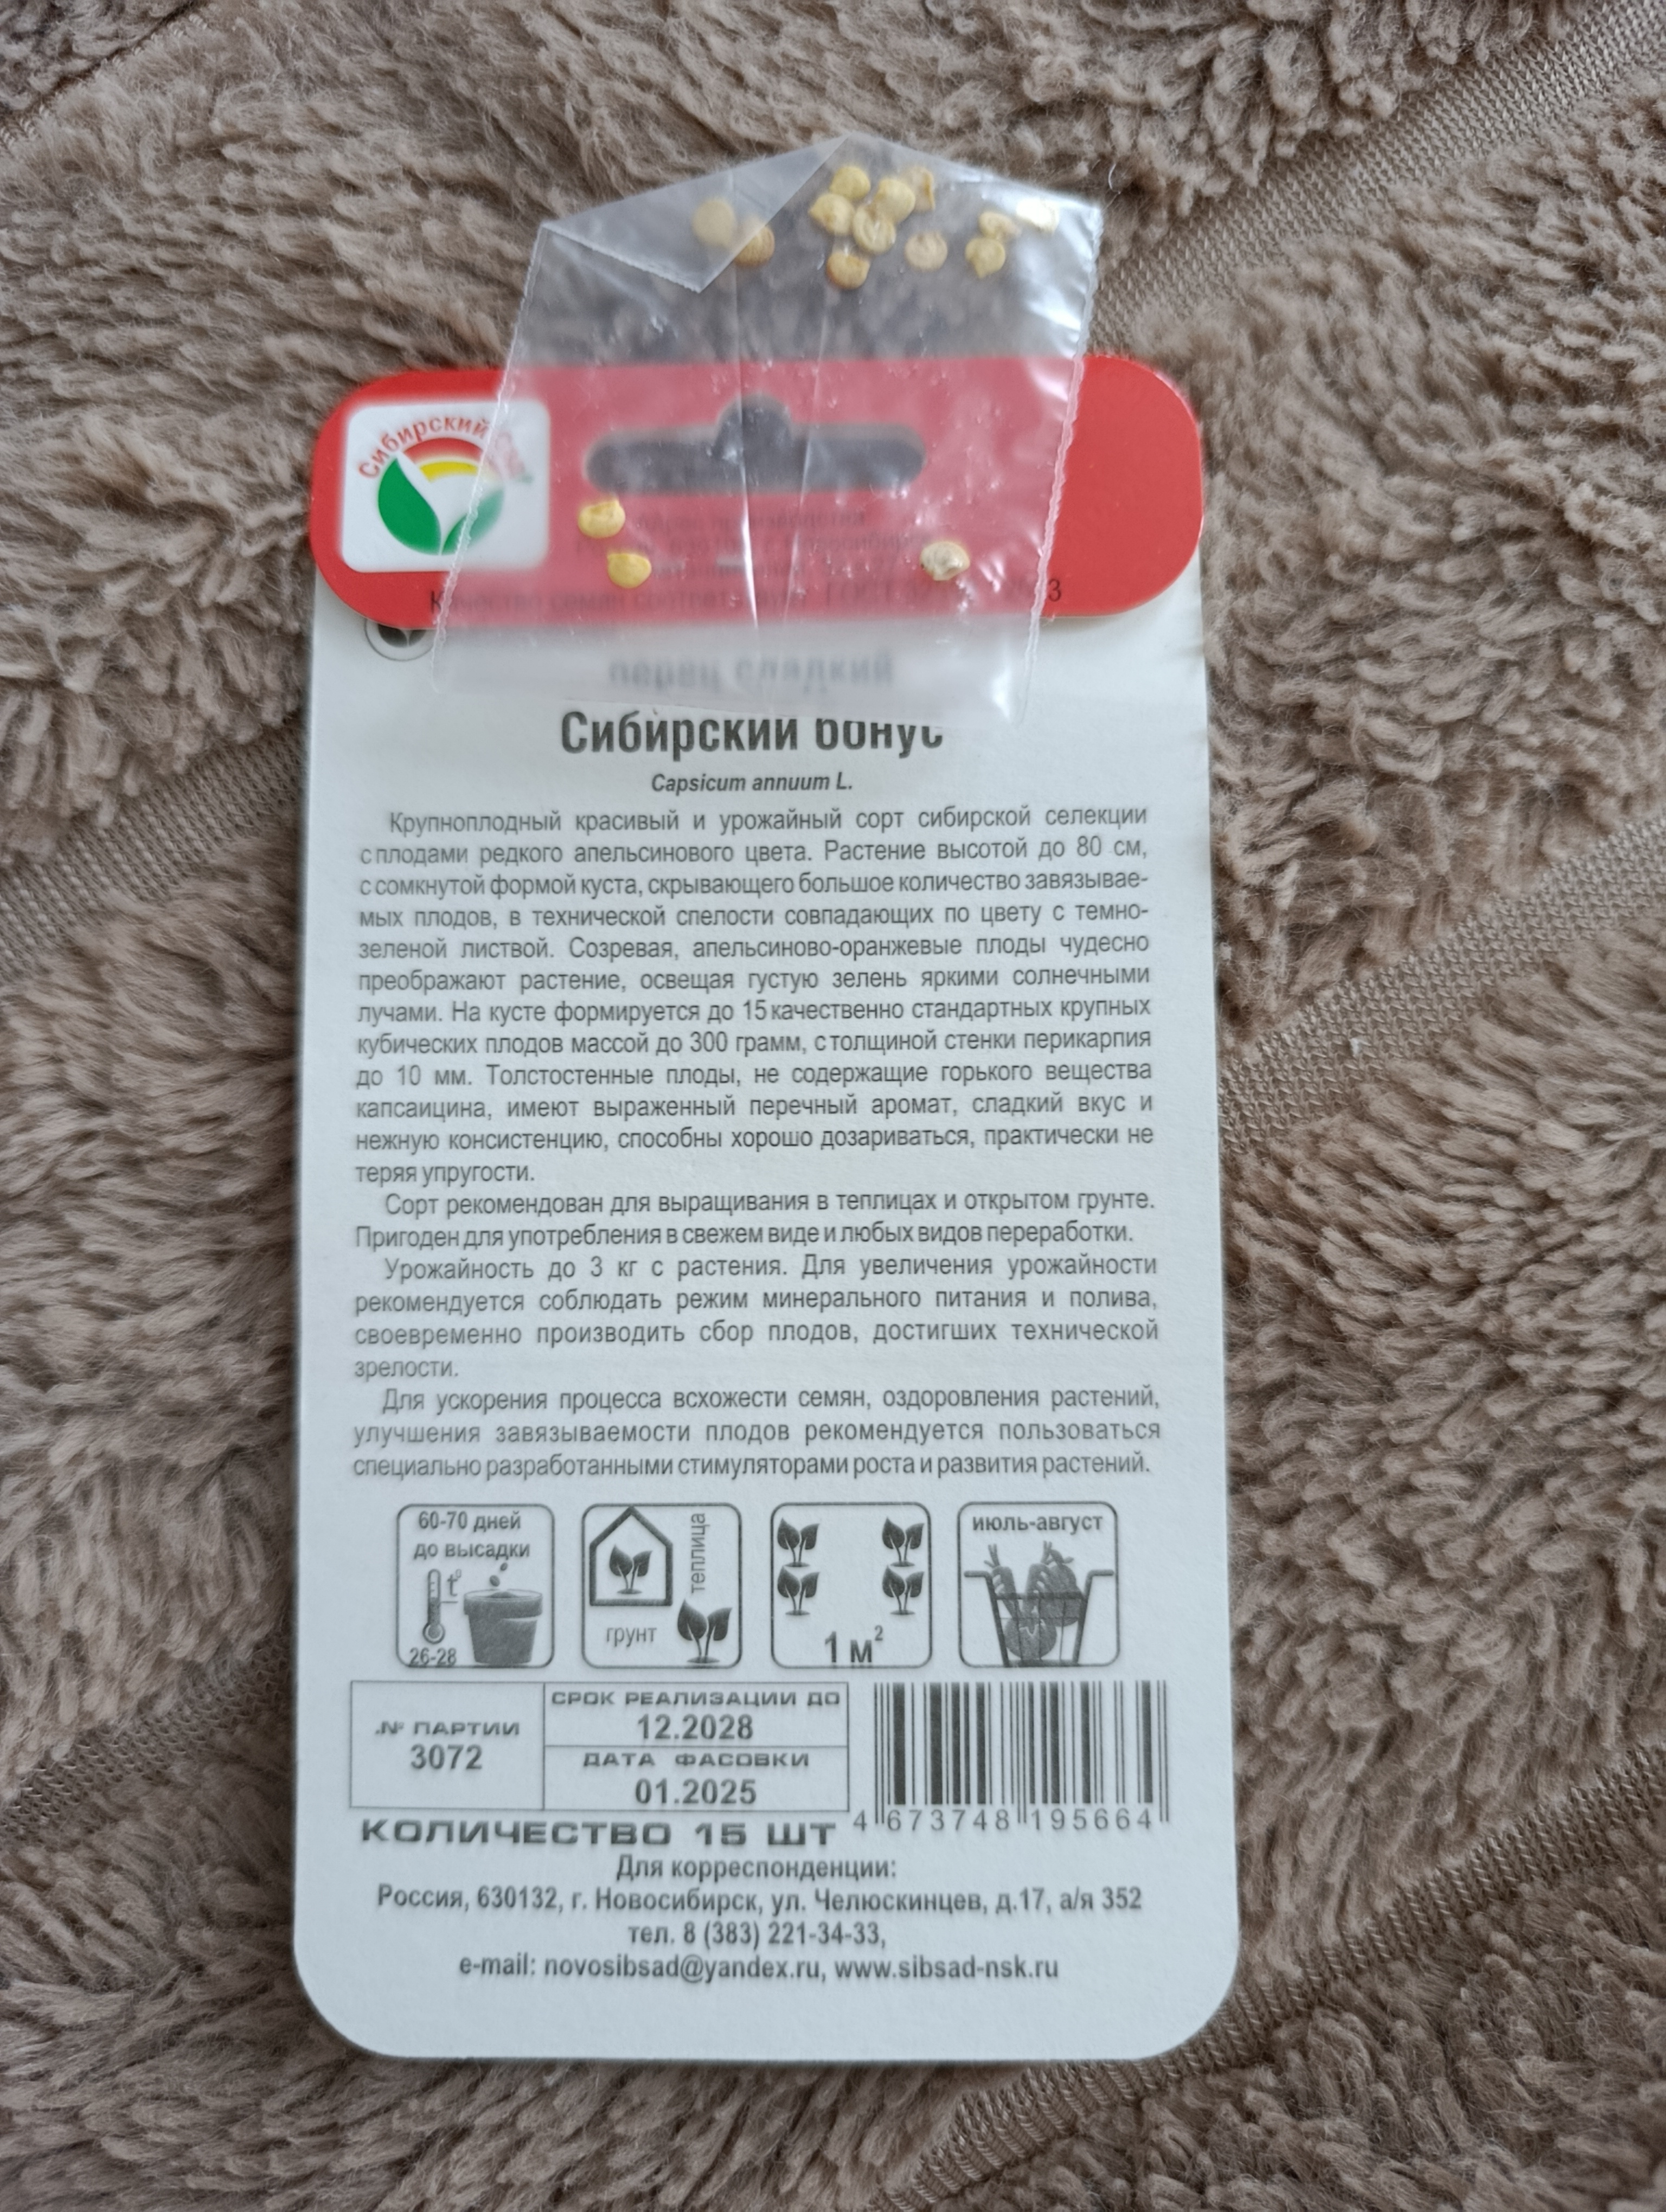 Сибирский
Качество семян соответствует ГОСТ
перец сладкий
Сибирский бонус
Capsicum annuum L.
Крупноплодный красивый и урожайный сорт сибирской селекции
с плодами редкого апельсинового цвета. Растение высотой до 80 см,
с сомкнутой формой куста, скрывающего большое количество завязывае-
мых плодов, в технической спелости совпадающих по цвету с темно-
зеленой листвой. Созревая, апельсиново-оранжевые плоды чудесно
преображают растение, освещая густую зелень яркими солнечными
лучами. На кусте формируется до 15 качественно стандартных крупных
кубических плодов массой до 300 грамм, с толщиной стенки перикарпия
до 10 мм. Толстостенные плоды, не содержащие горького вещества
капсаицина, имеют выраженный перечный аромат, сладкий вкус и
нежную консистенцию, способны хорошо дозариваться, практически не
теряя упругости.
Сорт рекомендован для выращивания в теплицах и открытом грунте.
Пригоден для употребления в свежем виде и любых видов переработки.
Урожайность до 3 кг с растения. Для увеличения урожайности
рекомендуется соблюдать режим минерального питания и полива,
своевременно производить сбор плодов, достигших технической
зрелости.
Для ускорения процесса всхожести семян, оздоровления растений,
улучшения завязываемости плодов рекомендуется пользоваться
специально разработанными стимуляторами роста и развития растений.
60-70 дней
до высадки
t°
26-28
теплица
грунт
1 м²
июль-август
№ ПАРТИИ
3072
СРОК РЕАЛИЗАЦИИ ДО
12.2028
ДАТА ФАСОВКИ
01.2025
4 673748 195664
КОЛИЧЕСТВО 15 ШТ
Для корреспонденции:
Россия, 630132, г. Новосибирск, ул. Челюскинцев, д.17, а/я 352
тел. 8 (383) 221-34-33,
e-mail: novosibsad@yandex.ru, www.sibsad-nsk.ru